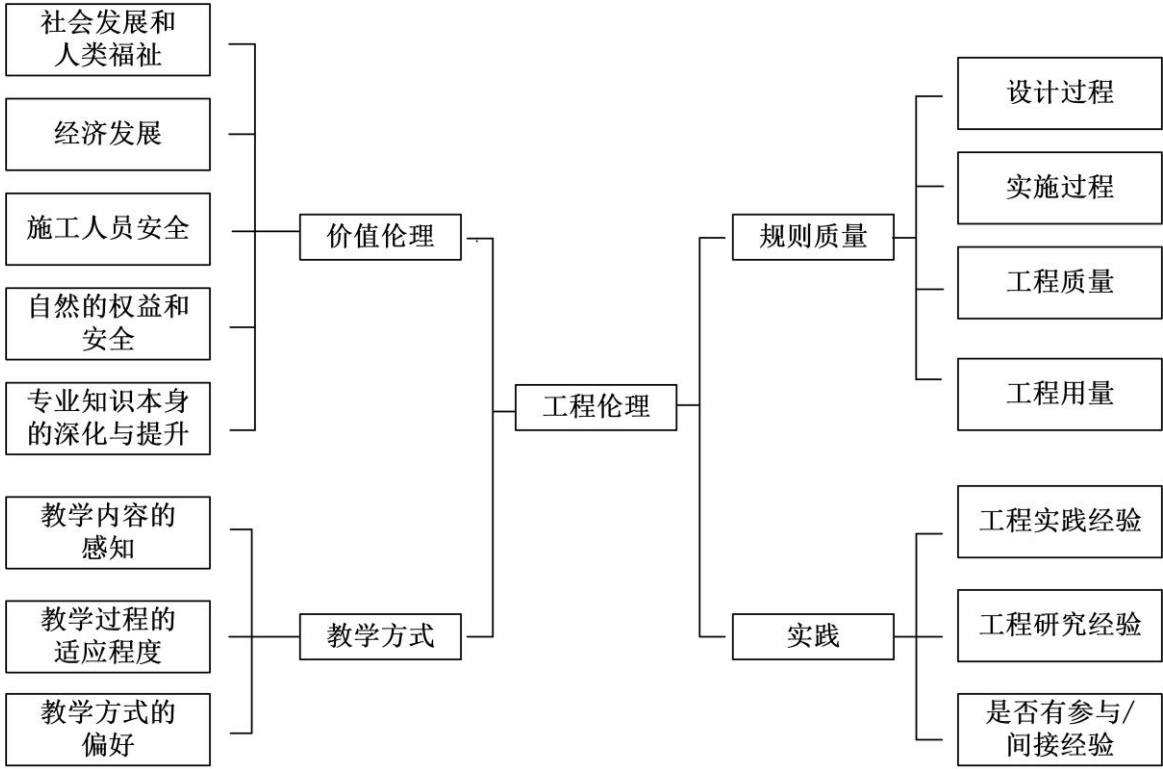 社会发展和
人类福祉
经济发展
施工人员安全
自然的权益和
安全
专业知识本身
的深化与提升
教学内容的
感知
教学过程的
适应程度
教学方式的
偏好
价值伦理
教学方式
工程伦理
规则质量
实践
设计过程
实施过程
工程质量
工程用量
工程实践经验
工程研究经验
是否有参与/
间接经验